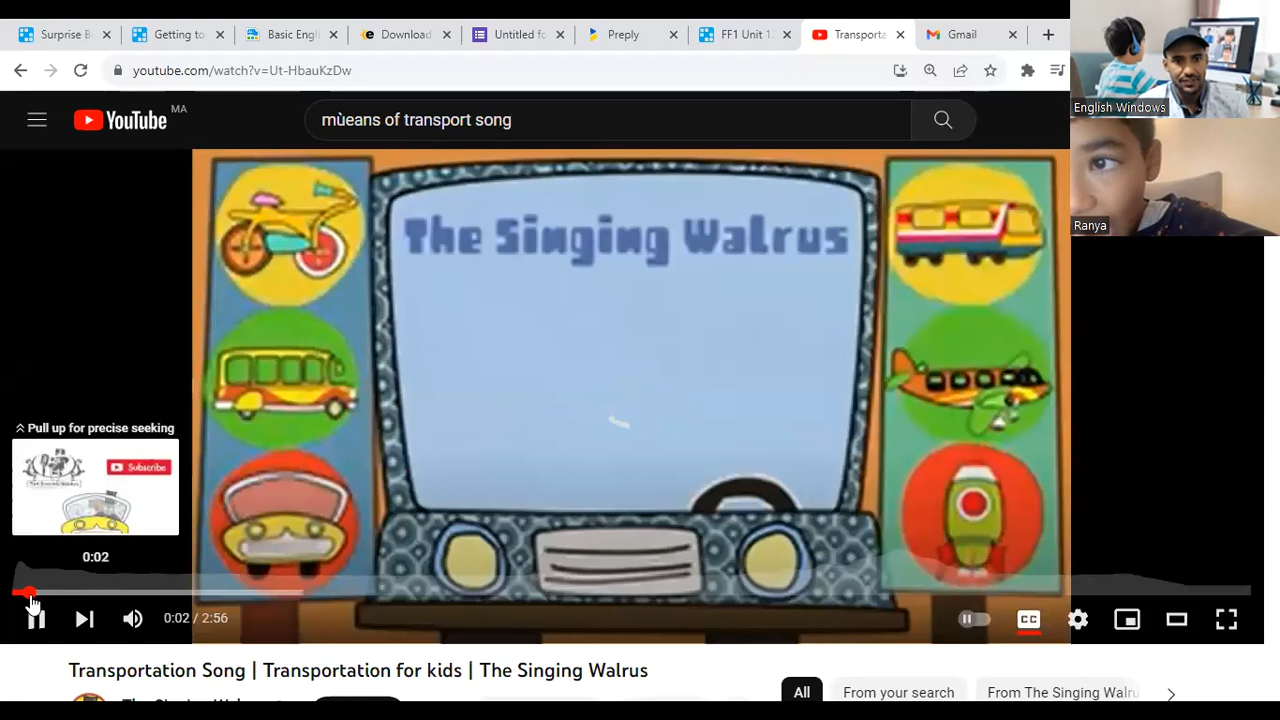 Surprise B
Getting to
Basic Engli
Download
Untitled fo
Preply
FF1 Unit 1
Transporta
Gmail
youtube.com/watch?v=Ut-HbauKzDw
English Windows
YouTube MA
mùeans of transport song
Ranya
The Singing Walrus
Pull up for precise seeking
Subscribe
0:02
0:02 / 2:56
CC
Transportation Song | Transportation for kids | The Singing Walrus
All
From your search
From The Singing Walru